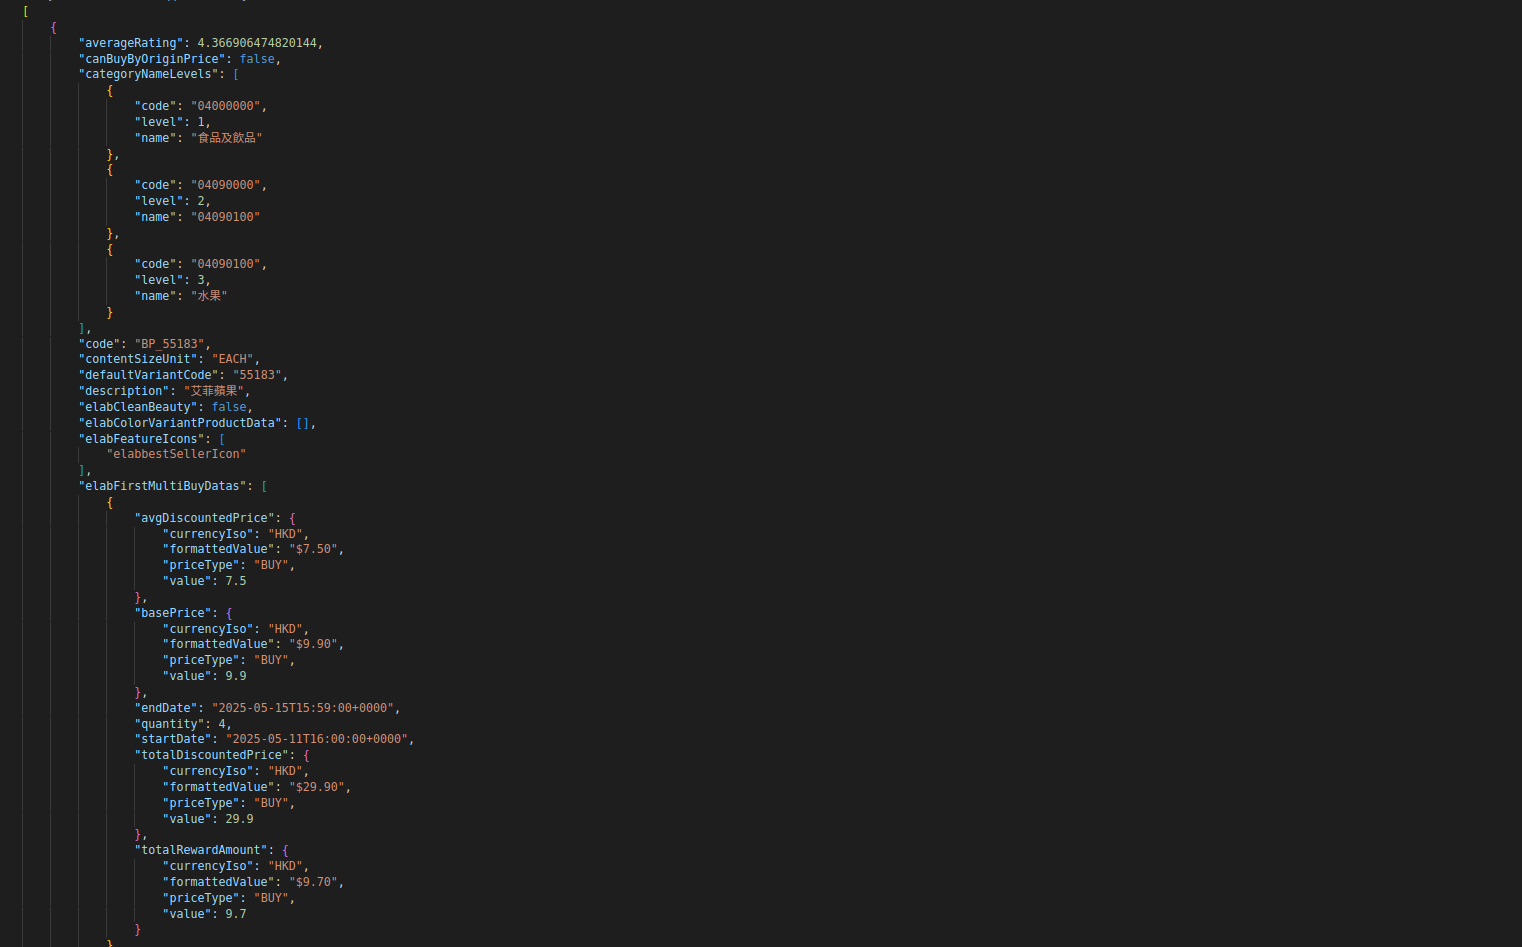 [
{
"averageRating": 4.366906474820144,
"canBuyByOriginPrice": false,
"categoryNameLevels": [
{
"code": "04000000",
"level": 1,
"name": "食品及飲品"
},
{
"code": "04090000",
"level": 2,
"name": "04090100"
},
{
"code": "04090100",
"level": 3,
"name": "水果"
}
],
"code": "BP_55183",
"contentSizeUnit": "EACH",
"defaultVariantCode": "55183",
"description": "艾菲蘋果",
"elabCleanBeauty": false,
"elabColorVariantProductData": [],
"elabFeatureIcons": [
"elabbestSellerIcon"
],
"elabFirstMultiBuyDatas": [
{
"avgDiscountedPrice": {
"currencyIso": "HKD",
"formattedValue": "$7.50",
"priceType": "BUY",
"value": 7.5
},
"basePrice": {
"currencyIso": "HKD",
"formattedValue": "$9.90",
"priceType": "BUY",
"value": 9.9
},
"endDate": "2025-05-15T15:59:00+0000",
"quantity": 4,
"startDate": "2025-05-11T16:00:00+0000",
"totalDiscountedPrice": {
"currencyIso": "HKD",
"formattedValue": "$29.90",
"priceType": "BUY",
"value": 29.9
},
"totalRewardAmount": {
"currencyIso": "HKD",
"formattedValue": "$9.70",
"priceType": "BUY",
"value": 9.7
}
}